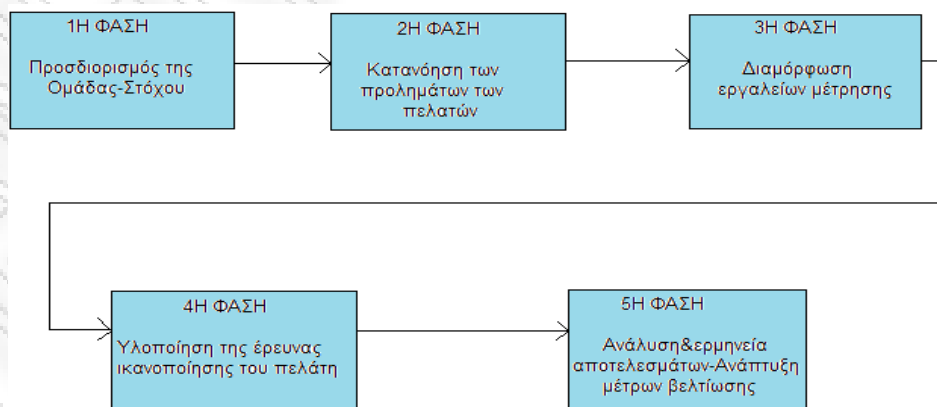 1Η ΦΑΣΗ
Προσδιορισμός της
Ομάδας-Στόχου
2Η ΦΑΣΗ
Κατανόηση των
προλημάτων των
πελατών
3Η ΦΑΣΗ
Διαμόρφωση
εργαλείων μέτρησης
4Η ΦΑΣΗ
Υλοποίηση της έρευνας
ικανοποίησης του πελάτη
5Η ΦΑΣΗ
Ανάλυση&ερμηνεία
αποτελεσμάτων-Ανάπτυξη
μέτρων βελτίωσης